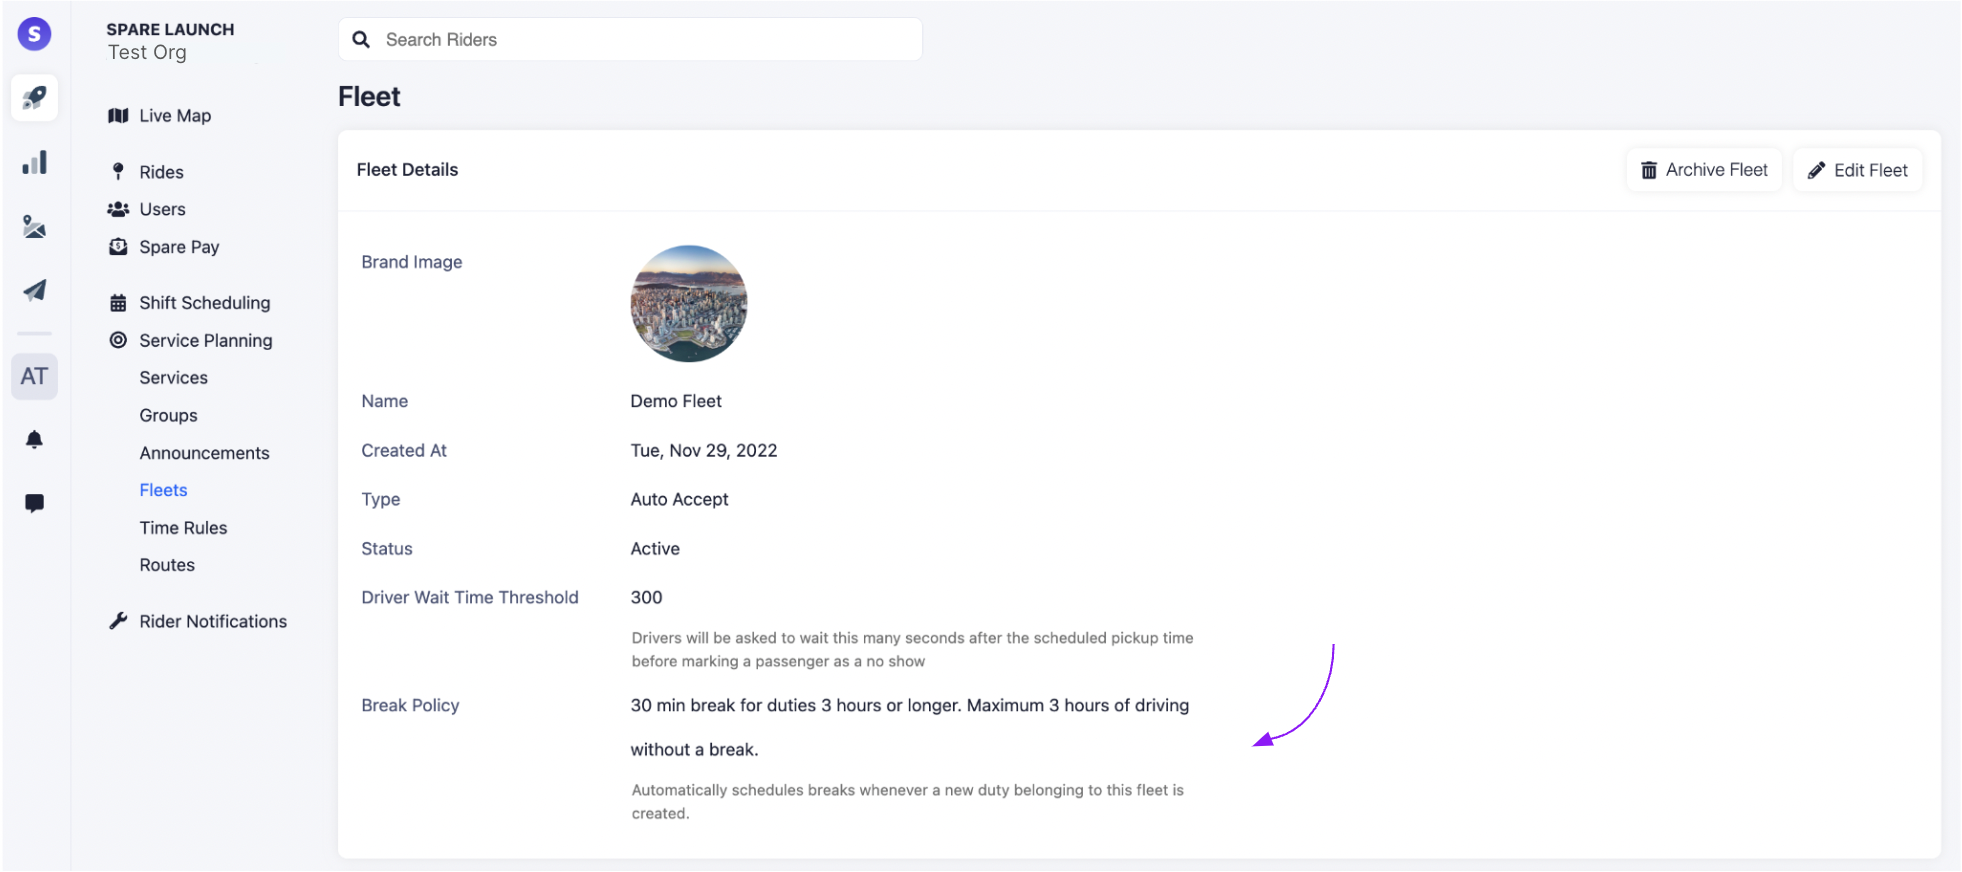 S
SPARE LAUNCH
Test Org
Search Riders
Live Map
Rides
Users
Spare Pay
Shift Scheduling
Service Planning
Services
Groups
Announcements
Fleets
Time Rules
Routes
Rider Notifications
AT
Fleet
Fleet Details
Archive Fleet
Edit Fleet
Brand Image
Name
Demo Fleet
Created At
Tue, Nov 29, 2022
Type
Auto Accept
Status
Active
Driver Wait Time Threshold
300
Drivers will be asked to wait this many seconds after the scheduled pickup time
before marking a passenger as a no show
Break Policy
30 min break for duties 3 hours or longer. Maximum 3 hours of driving
without a break.
Automatically schedules breaks whenever a new duty belonging to this fleet is
created.